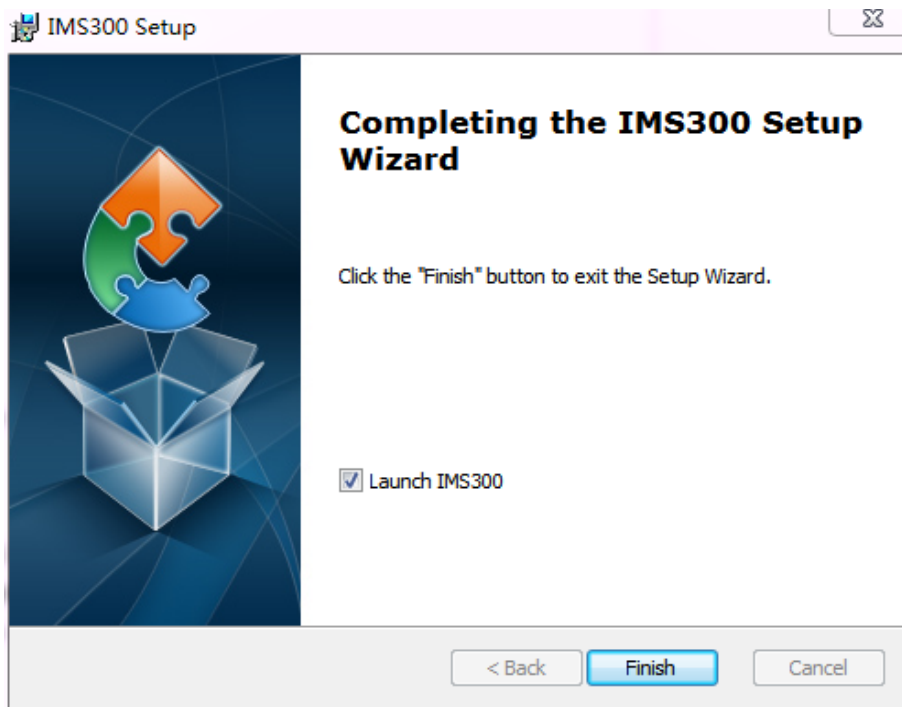 IMS300 Setup
Completing the IMS300 Setup
Wizard
Click the "Finish" button to exit the Setup Wizard.
Launch IMS300
< Back
Finish
Cancel